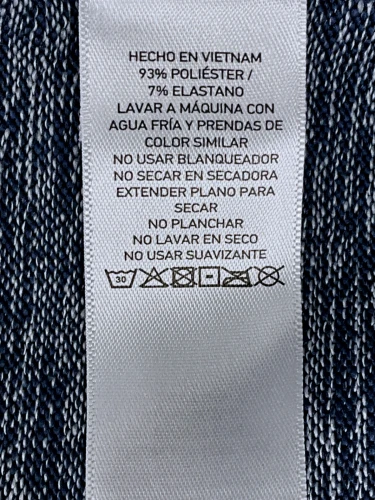 HECHO EN VIETNAM
93% POLIÉSTER /
7% ELASTANO
LAVAR A MÁQUINA CON
AGUA FRÍA Y PRENDAS DE
COLOR SIMILAR
NO USAR BLANQUEADOR
NO SECAR EN SECADORA
EXTENDER PLANO PARA
SECAR
NO PLANCHAR
NO LAVAR EN SECO
NO USAR SUAVIZANTE
30